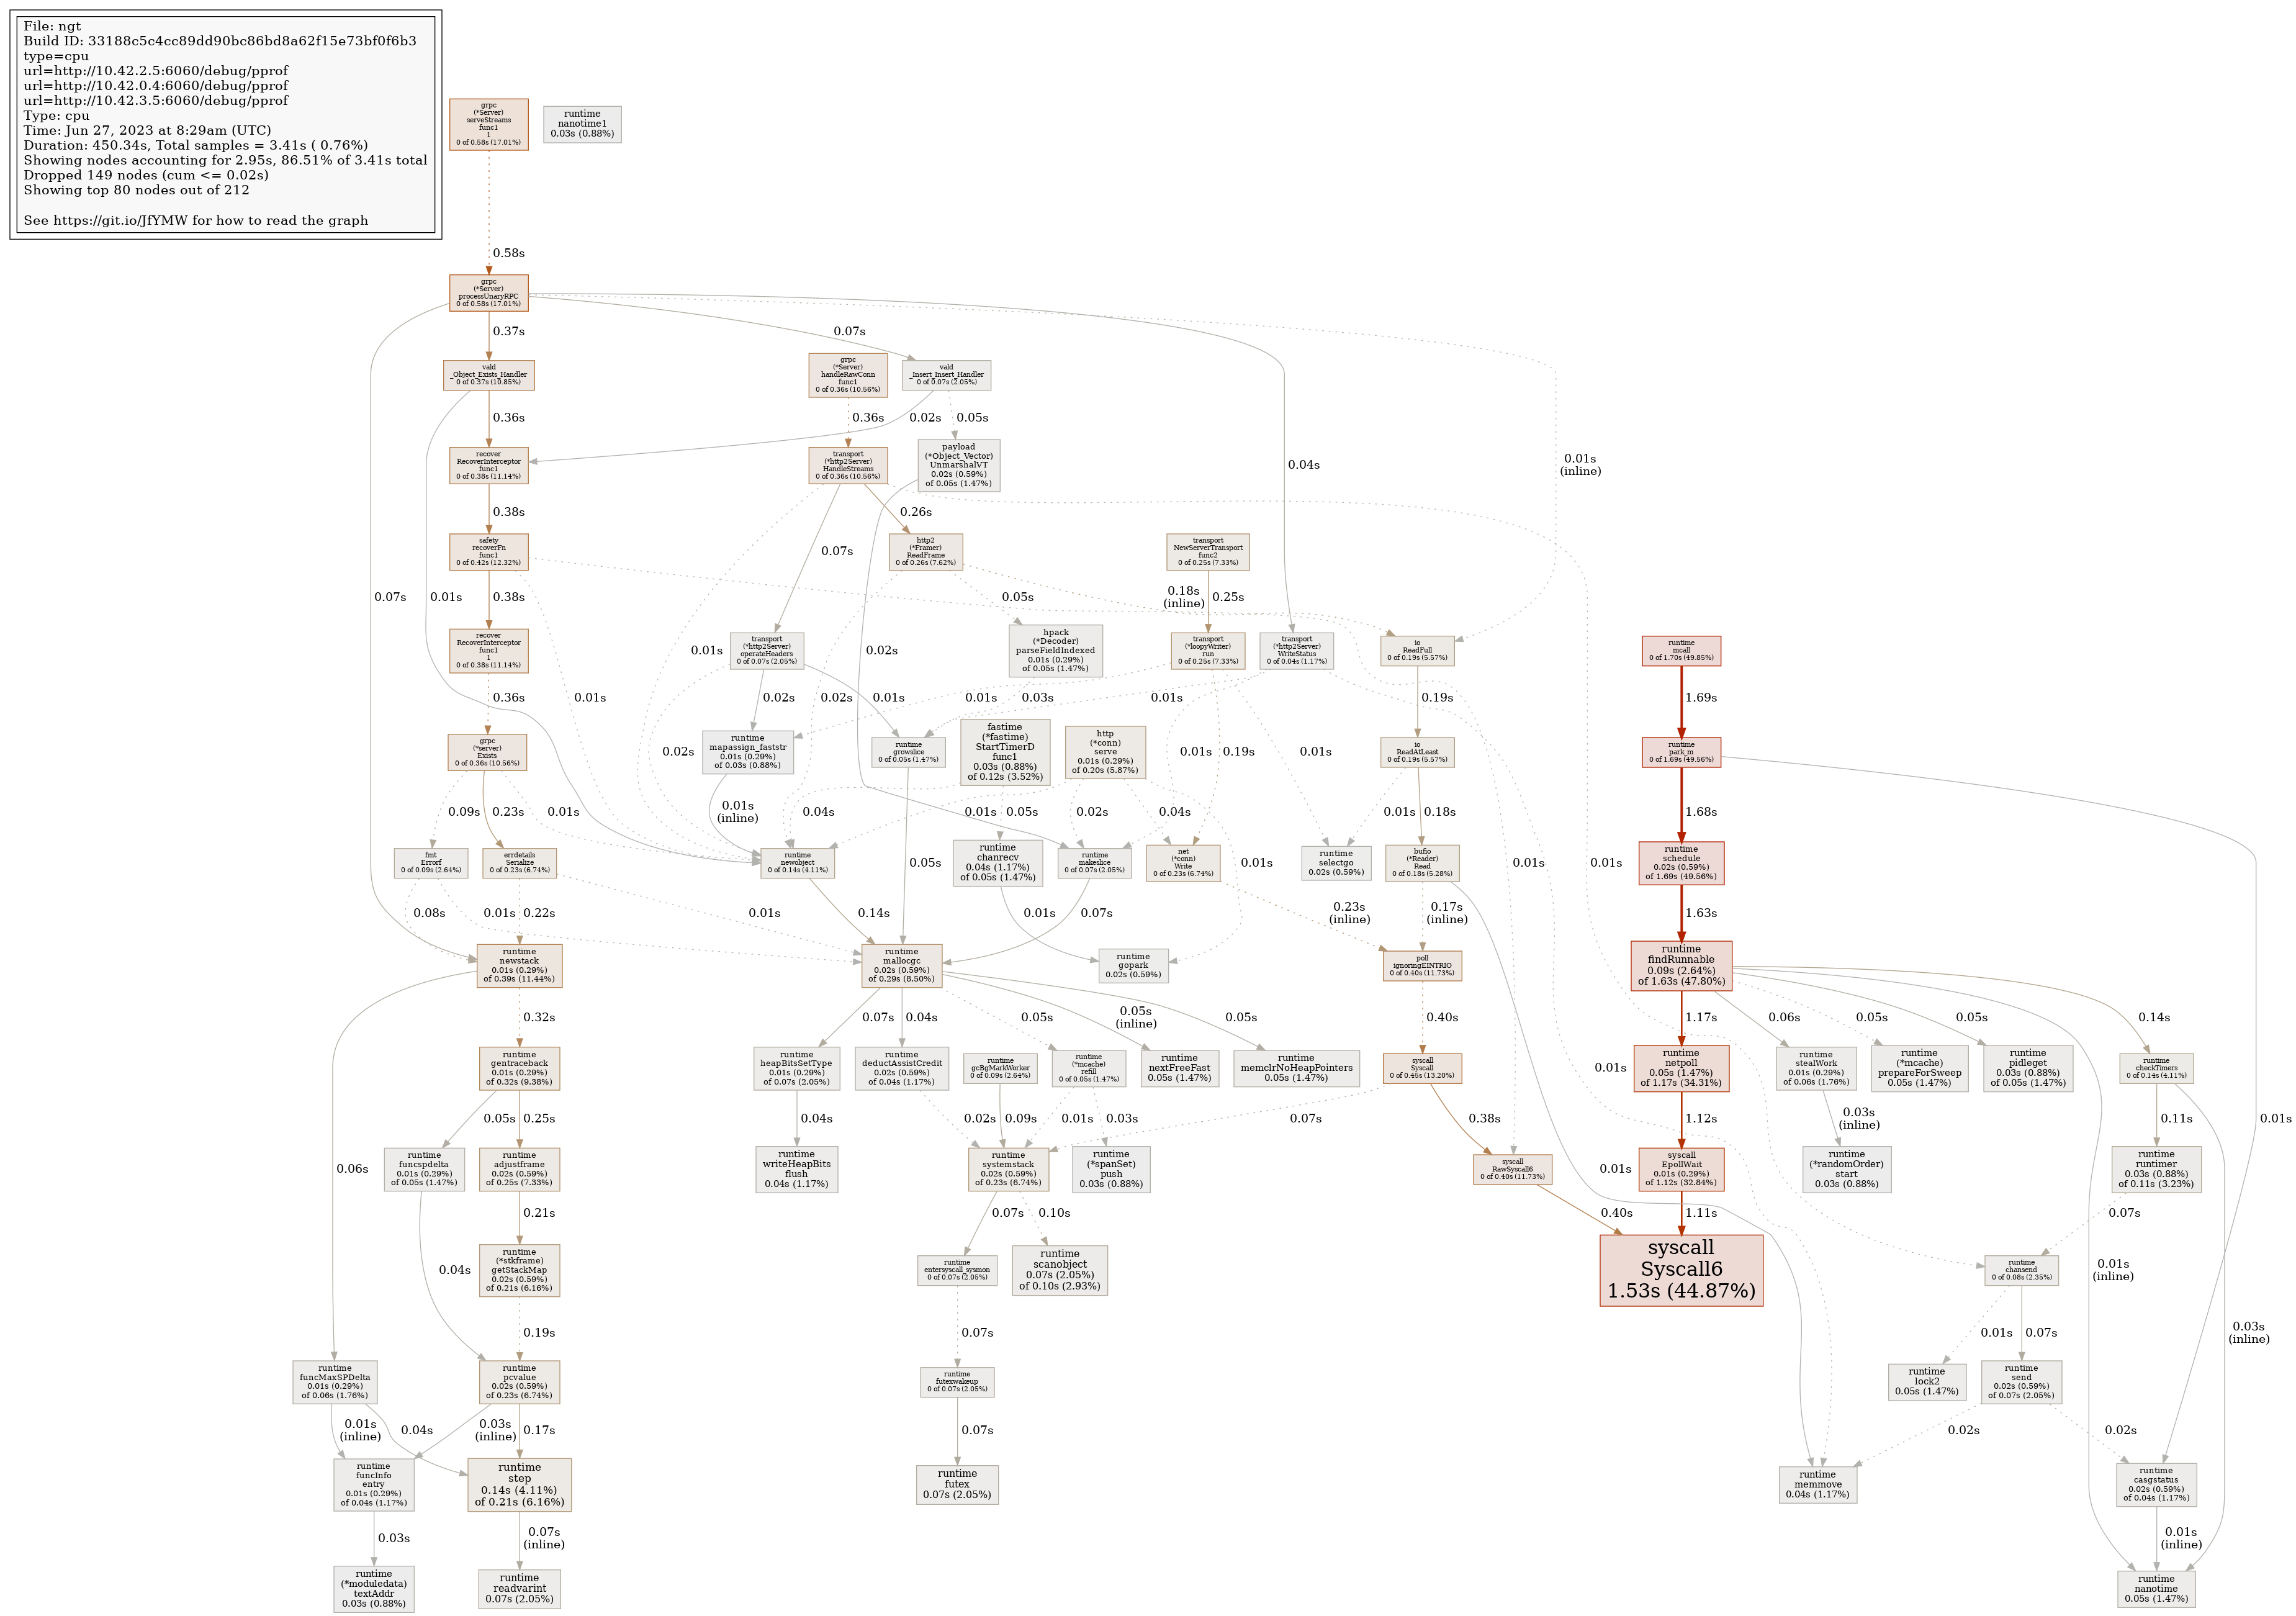 File: ngt
Build ID: 33188c5c4cc89dd90bc86bd8a62f15e73bf0f6b3
type=cpu
url=http://10.42.2.5:6060/debug/pprof
url=http://10.42.0.4:6060/debug/pprof
url=http://10.42.3.5:6060/debug/pprof
Type: cpu
Time: Jun 27, 2023 at 8:29am (UTC)
Duration: 450.34s, Total samples = 3.41s ( 0.76%)
Showing nodes accounting for 2.95s, 86.51% of 3.41s total
Dropped 149 nodes (cum <= 0.02s)
Showing top 80 nodes out of 212
See https://git.io/JfYMW for how to read the graph
grpc
(*Server)
serveStreams
func1
1
0 of 0.58s (17.01%)
runtime
nanotime1
0.03s (0.88%)
0.58s
grpc
(*Server)
processUnaryRPC
0 of 0.58s (17.01%)
0.37s
0.07s
vald
_Object_Exists_Handler
0 of 0.37s (10.85%)
grpc
(*Server)
handleRawConn
func1
0 of 0.36s (10.56%)
vald
_Insert_Insert_Handler
0 of 0.07s (2.05%)
0.36s
0.36s
0.02s
0.05s
recover
RecoverInterceptor
func1
0 of 0.38s (11.14%)
transport
(*http2Server)
HandleStreams
0 of 0.36s (10.56%)
payload
(*Object_Vector)
UnmarshalVT
0.02s (0.59%)
of 0.05s (1.47%)
0.04s
0.01s
(inline)
0.38s
0.26s
safety
recoverFn
func1
0 of 0.42s (12.32%)
0.07s
http2
(*Framer)
ReadFrame
0 of 0.26s (7.62%)
transport
NewServerTransport
func2
0 of 0.25s (7.33%)
0.07s
0.01s
0.38s
0.05s
0.18s
(inline)
0.25s
0.01s
recover
RecoverInterceptor
func1
1
0 of 0.38s (11.14%)
0.01s
transport
(*http2Server)
operateHeaders
0 of 0.07s (2.05%)
0.02s
hpack
(*Decoder)
parseFieldIndexed
0.01s (0.29%)
of 0.05s (1.47%)
transport
(*loopyWriter)
run
0 of 0.25s (7.33%)
transport
(*http2Server)
WriteStatus
0 of 0.04s (1.17%)
io
ReadFull
0 of 0.19s (5.57%)
runtime
mcall
0 of 1.70s (49.85%)
0.36s
0.01s
0.02s
0.02s
0.01s
0.01s
0.03s
0.01s
0.19s
1.69s
grpc
(*server)
Exists
0 of 0.36s (10.56%)
0.02s
runtime
mapassign_faststr
0.01s (0.29%)
of 0.03s (0.88%)
runtime
growslice
0 of 0.05s (1.47%)
fastime
(*fastime)
StartTimerD
func1
0.03s (0.88%)
of 0.12s (3.52%)
http
(*conn)
serve
0.01s (0.29%)
of 0.20s (5.87%)
0.01s
0.19s
0.01s
io
ReadAtLeast
0 of 0.19s (5.57%)
runtime
park_m
0 of 1.69s (49.56%)
0.09s
0.23s
0.01s
0.01s
(inline)
0.04s
0.01s
0.05s
0.02s
0.04s
0.01s
0.18s
1.68s
fmt
Errorf
0 of 0.09s (2.64%)
errdetails
Serialize
0 of 0.23s (6.74%)
runtime
newobject
0 of 0.14s (4.11%)
0.05s
runtime
chanrecv
0.04s (1.17%)
of 0.05s (1.47%)
runtime
makeslice
0 of 0.07s (2.05%)
net
(*conn)
Write
0 of 0.23s (6.74%)
0.01s
runtime
selectgo
0.02s (0.59%)
bufio
(*Reader)
Read
0 of 0.18s (5.28%)
0.01s
0.01s
runtime
schedule
0.02s (0.59%)
of 1.69s (49.56%)
0.08s
0.01s
0.22s
0.01s
0.14s
0.01s
0.07s
0.23s
(inline)
0.17s
(inline)
1.63s
runtime
newstack
0.01s (0.29%)
of 0.39s (11.44%)
runtime
mallocgc
0.02s (0.59%)
of 0.29s (8.50%)
runtime
gopark
0.02s (0.59%)
poll
ignoringEINTRIO
0 of 0.40s (11.73%)
runtime
findRunnable
0.09s (2.64%)
of 1.63s (47.80%)
0.32s
0.07s
0.04s
0.05s
0.05s
(inline)
0.05s
0.40s
1.17s
0.06s
0.05s
0.05s
0.14s
runtime
gentraceback
0.01s (0.29%)
of 0.32s (9.38%)
runtime
heapBitsSetType
0.01s (0.29%)
of 0.07s (2.05%)
runtime
deductAssistCredit
0.02s (0.59%)
of 0.04s (1.17%)
runtime
gcBgMarkWorker
0 of 0.09s (2.64%)
runtime
(*mcache)
refill
0 of 0.05s (1.47%)
runtime
nextFreeFast
0.05s (1.47%)
runtime
memclrNoHeapPointers
0.05s (1.47%)
syscall
Syscall
0 of 0.45s (13.20%)
0.01s
runtime
netpoll
0.05s (1.47%)
of 1.17s (34.31%)
runtime
stealWork
0.01s (0.29%)
of 0.06s (1.76%)
runtime
(*mcache)
prepareForSweep
0.05s (1.47%)
runtime
pidleget
0.03s (0.88%)
of 0.05s (1.47%)
runtime
checkTimers
0 of 0.14s (4.11%)
0.05s
0.25s
0.04s
0.02s
0.09s
0.01s
0.03s
0.07s
0.38s
1.12s
0.03s
(inline)
0.11s
0.01s
0.06s
runtime
funcspdelta
0.01s (0.29%)
of 0.05s (1.47%)
runtime
adjustframe
0.02s (0.59%)
of 0.25s (7.33%)
runtime
writeHeapBits
flush
0.04s (1.17%)
runtime
systemstack
0.02s (0.59%)
of 0.23s (6.74%)
runtime
(*spanSet)
push
0.03s (0.88%)
syscall
RawSyscall6
0 of 0.40s (11.73%)
0.01s
syscall
EpollWait
0.01s (0.29%)
of 1.12s (32.84%)
runtime
(*randomOrder)
start
0.03s (0.88%)
runtime
runtimer
0.03s (0.88%)
of 0.11s (3.23%)
0.21s
0.07s
0.10s
0.40s
1.11s
0.07s
0.04s
runtime
(*stkframe)
getStackMap
0.02s (0.59%)
of 0.21s (6.16%)
runtime
entersyscall_sysmon
0 of 0.07s (2.05%)
runtime
scanobject
0.07s (2.05%)
of 0.10s (2.93%)
syscall
Syscall6
1.53s (44.87%)
runtime
chansend
0 of 0.08s (2.35%)
0.01s
(inline)
0.19s
0.07s
0.01s
0.07s
0.03s
(inline)
runtime
funcMaxSPDelta
0.01s (0.29%)
of 0.06s (1.76%)
runtime
pcvalue
0.02s (0.59%)
of 0.23s (6.74%)
runtime
futexwakeup
0 of 0.07s (2.05%)
runtime
lock2
0.05s (1.47%)
runtime
send
0.02s (0.59%)
of 0.07s (2.05%)
0.01s
(inline)
0.04s
0.03s
(inline)
0.17s
0.07s
0.02s
0.02s
runtime
funcInfo
entry
0.01s (0.29%)
of 0.04s (1.17%)
runtime
step
0.14s (4.11%)
of 0.21s (6.16%)
runtime
futex
0.07s (2.05%)
runtime
memmove
0.04s (1.17%)
runtime
casgstatus
0.02s (0.59%)
of 0.04s (1.17%)
0.03s
0.07s
(inline)
0.01s
(inline)
runtime
(*moduledata)
textAddr
0.03s (0.88%)
runtime
readvarint
0.07s (2.05%)
runtime
nanotime
0.05s (1.47%)